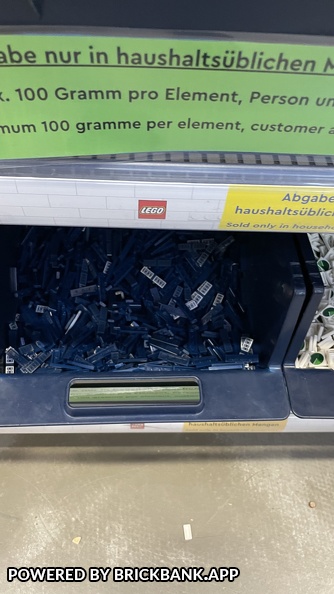 abe nur in haushaltsüblichen M
x. 100 Gramm pro Element, Person un
mum 100 gramme per element, customer a
LEGO
Abgabe
haushaltsüblic
Sold only in househ
haushaltsüblichen Mengen
POWERED BY BRICKBANK.APP